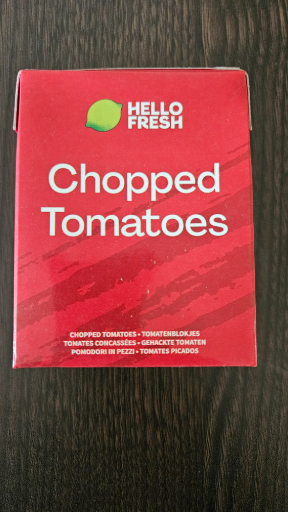 HELLO
FRESH
Chopped
Tomatoes
CHOPPED TOMATOES • TOMATENBLOKJES
TOMATES CONCASSÉES • GEHACKTE TOMATEN
POMODORI IN PEZZI • TOMATES PICADOS